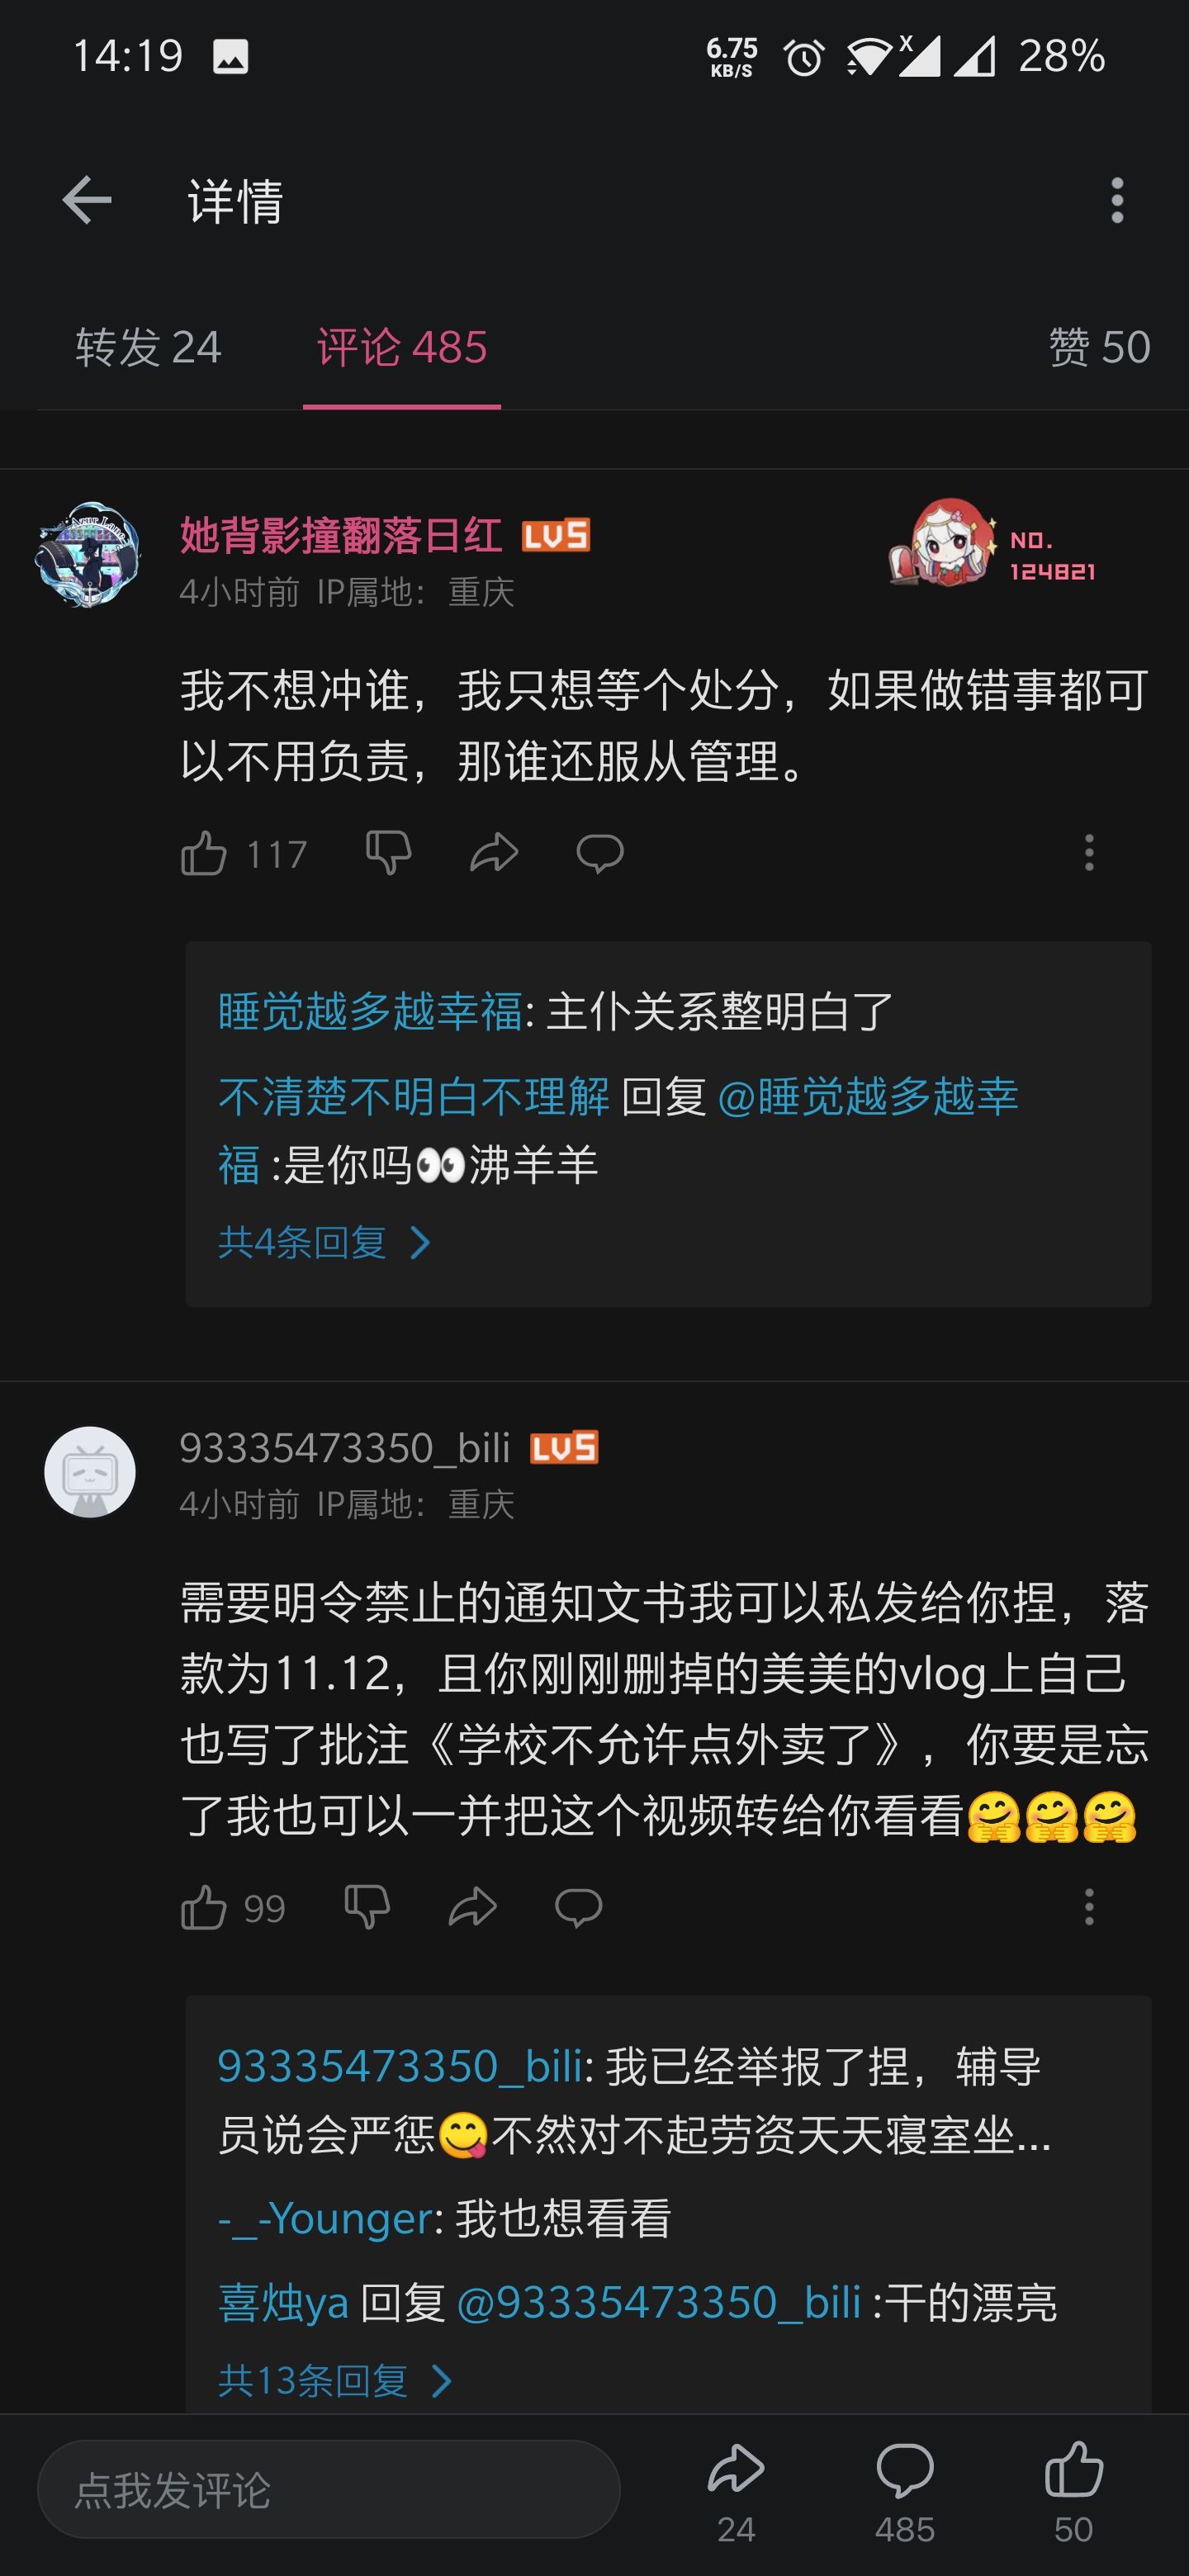 14:19
6.75
KB/S
28%
详情
转发 24
评论 485
赞 50
她背影撞翻落日红 LV5
NO.
124821
4小时前 IP属地：重庆
我不想冲谁，我只想等个处分，如果做错事都可
以不用负责，那谁还服从管理。
117
睡觉越多越幸福: 主仆关系整明白了
不清楚不明白不理解 回复 @睡觉越多越幸
福 :是你吗👀沸羊羊
共4条回复
93335473350_bili LV5
4小时前 IP属地：重庆
需要明令禁止的通知文书我可以私发给你捏，落
款为11.12，且你刚刚删掉的美美的vlog上自己
也写了批注《学校不允许点外卖了》，你要是忘
了我也可以一并把这个视频转给你看看🤗🤗🤗
99
93335473350_bili: 我已经举报了捏，辅导
员说会严惩😋不然对不起劳资天天寝室坐...
-_-Younger: 我也想看看
喜烛ya 回复 @93335473350_bili :干的漂亮
共13条回复
点我发评论
24
485
50